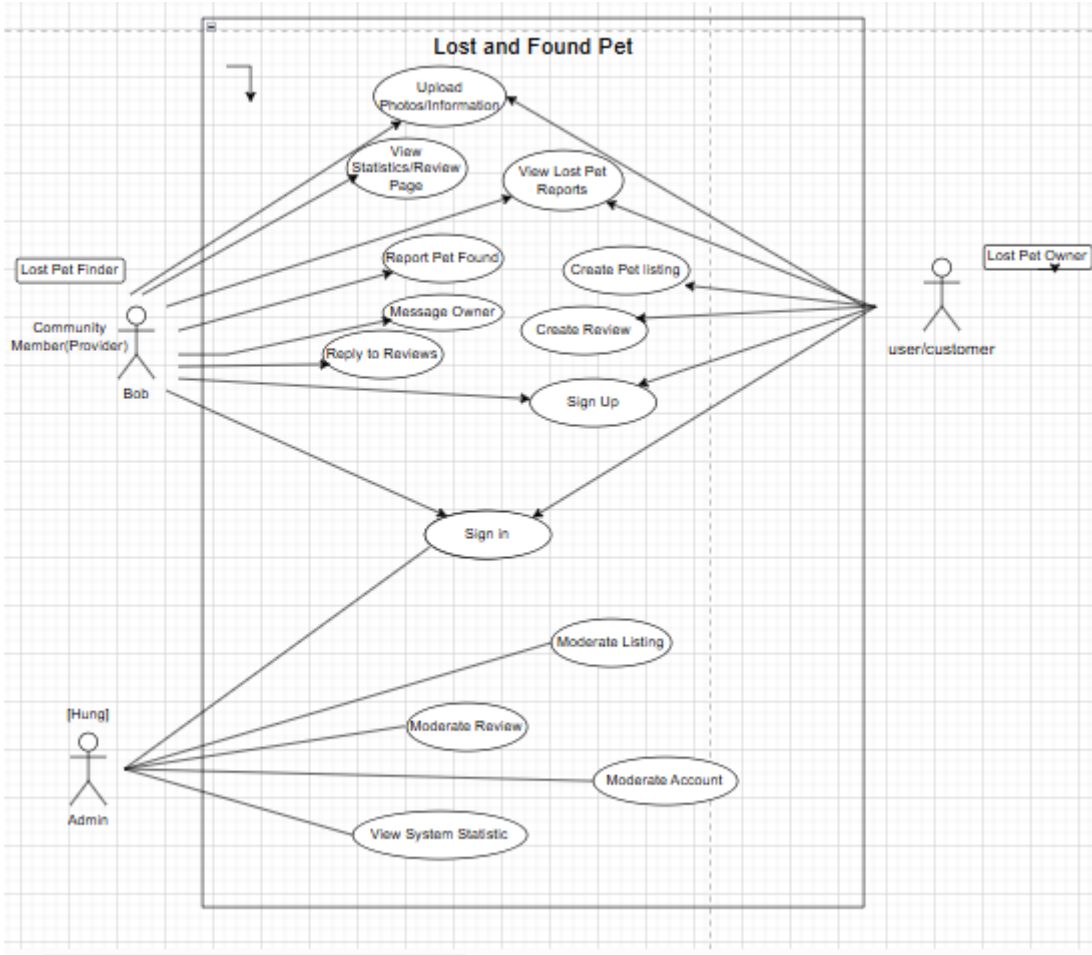 Lost and Found Pet
Upload
Photos/Information
View
Statistics/Review
Page
View Lost Pet
Reports
Lost Pet Finder
Report Pet Found
Create Pet listing
Lost Pet Owner
Message Owner
Community
Member(Provider)
Create Review
user/customer
Reply to Reviews
Bob
Sign Up
Sign in
Moderate Listing
[Hung]
Moderate Review
Moderate Account
Admin
View System Statistic